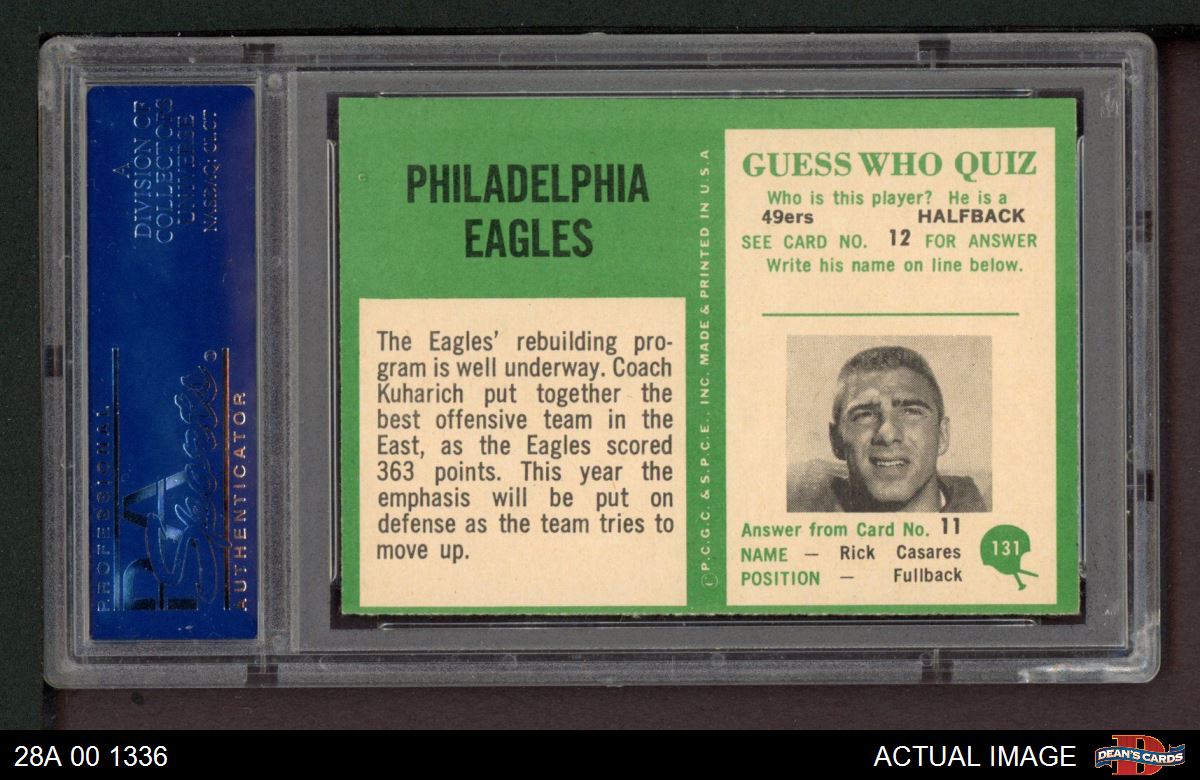 A
DIVISION OF
COLLECTORS
UNIVERSE
NASDAQ: CLCT
PROFESSIONAL
PSA
Sports®
AUTHENTICATOR
PHILADELPHIA
EAGLES
The Eagles' rebuilding pro-
gram is well underway. Coach
Kuharich put together the
best offensive team in the
East, as the Eagles scored
363 points. This year the
emphasis will be put on
defense as the team tries to
move up.
© P.C.G.C. & S.P.C.E., INC. MADE & PRINTED IN U.S.A
GUESS WHO QUIZ
Who is this player? He is a
49ers HALFBACK
SEE CARD NO. 12 FOR ANSWER
Write his name on line below.
Answer from Card No. 11
NAME — Rick Casares
POSITION — Fullback
131
28A 00 1336
ACTUAL IMAGE
D
DEAN'S CARDS